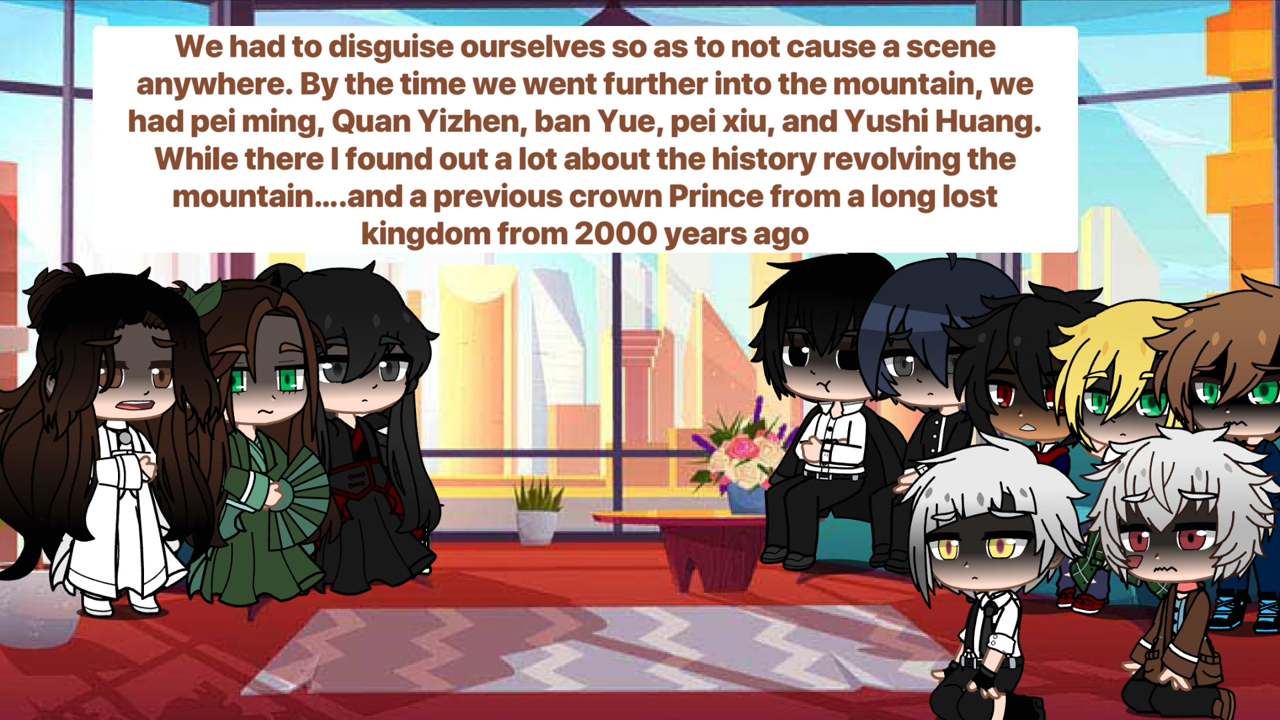 We had to disguise ourselves so as to not cause a scene
anywhere. By the time we went further into the mountain, we
had pei ming, Quan Yizhen, ban Yue, pei xiu, and Yushi Huang.
While there I found out a lot about the history revolving the
mountain....and a previous crown Prince from a long lost
kingdom from 2000 years ago